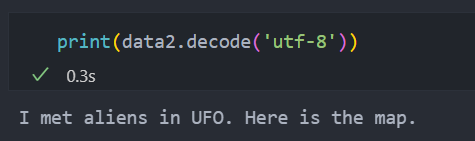 print(data2.decode('utf-8'))
0.3s
I met aliens in UFO. Here is the map.